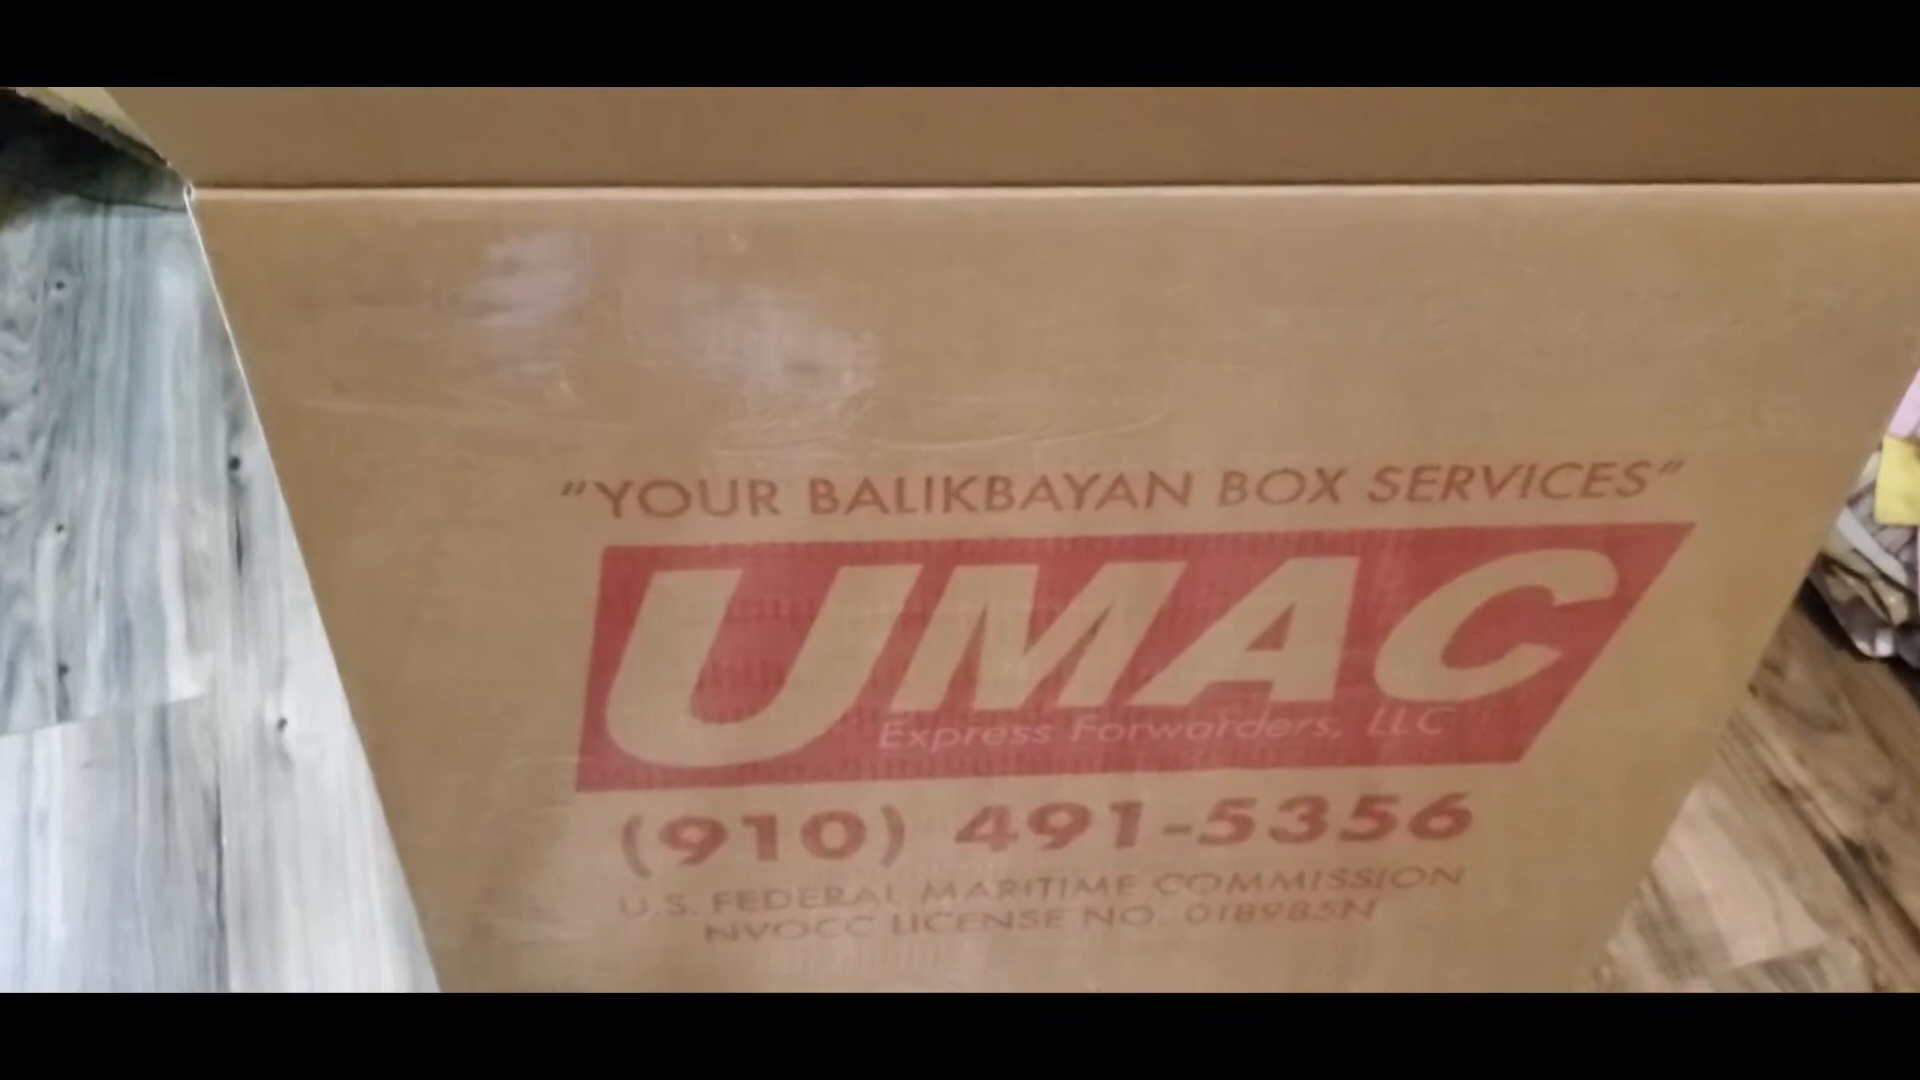 "YOUR BALIKBAYAN BOX SERVICES"
UMAC
Express Forwarders, LLC
(910) 491-5356
U.S. FEDERAL MARITIME COMMISSION
NVOCC LICENSE NO. 018985N